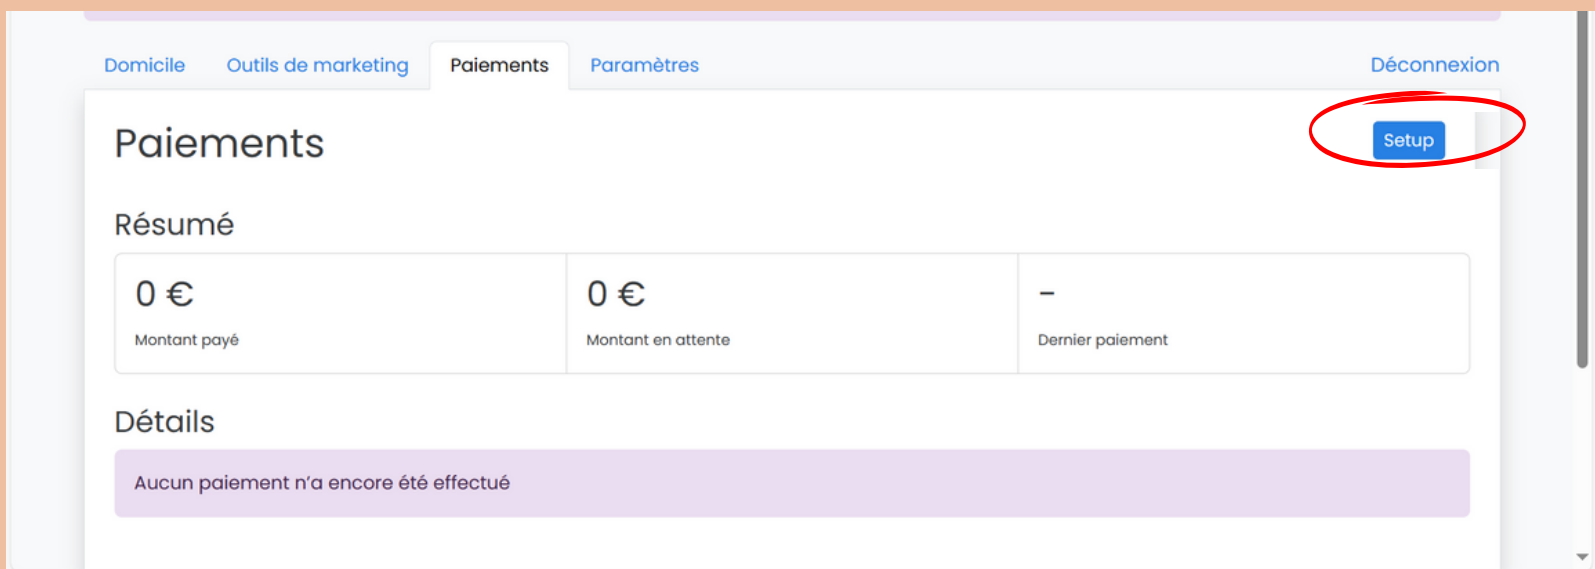 Domicile Outils de marketing Paiements Paramètres Déconnexion
Paiements Setup
Résumé
0 € 0 € -
Montant payé Montant en attente Dernier paiement
Détails
Aucun paiement n'a encore été effectué